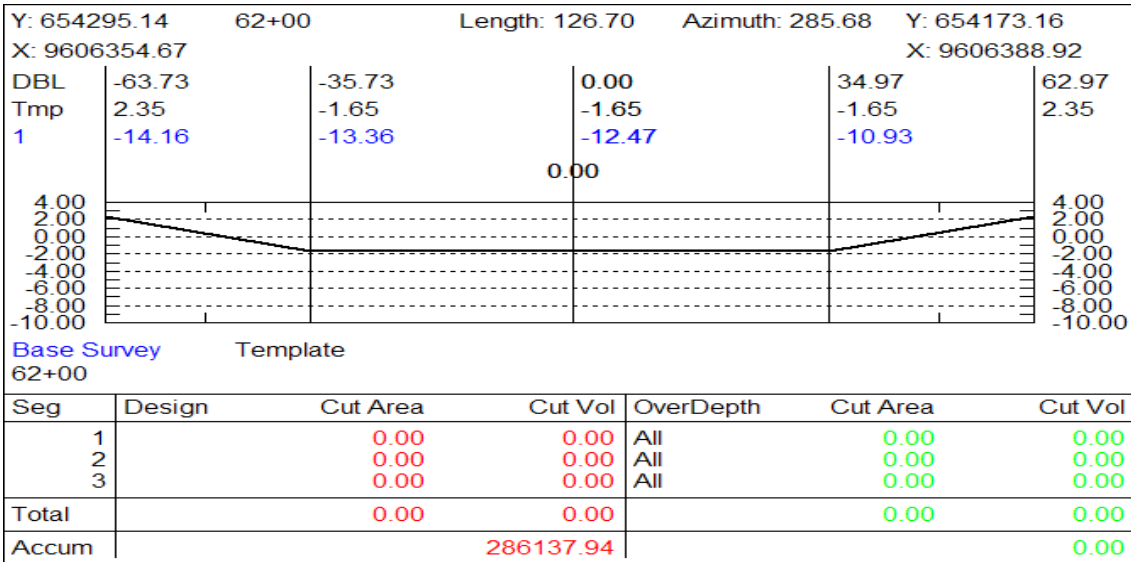 Y: 654295.14 62+00 Length: 126.70 Azimuth: 285.68 Y: 654173.16
X: 9606354.67 X: 9606388.92
DBL -63.73 -35.73 0.00 34.97 62.97
Tmp 2.35 -1.65 -1.65 -1.65 2.35
1 -14.16 -13.36 -12.47 -10.93
0.00
4.00 4.00
2.00 2.00
0.00 0.00
-2.00 -2.00
-4.00 -4.00
-6.00 -6.00
-8.00 -8.00
-10.00 -10.00
Base Survey Template
62+00
Seg Design Cut Area Cut Vol OverDepth Cut Area Cut Vol
1 0.00 0.00 All 0.00 0.00
2 0.00 0.00 All 0.00 0.00
3 0.00 0.00 All 0.00 0.00
Total 0.00 0.00 0.00 0.00
Accum 286137.94 0.00